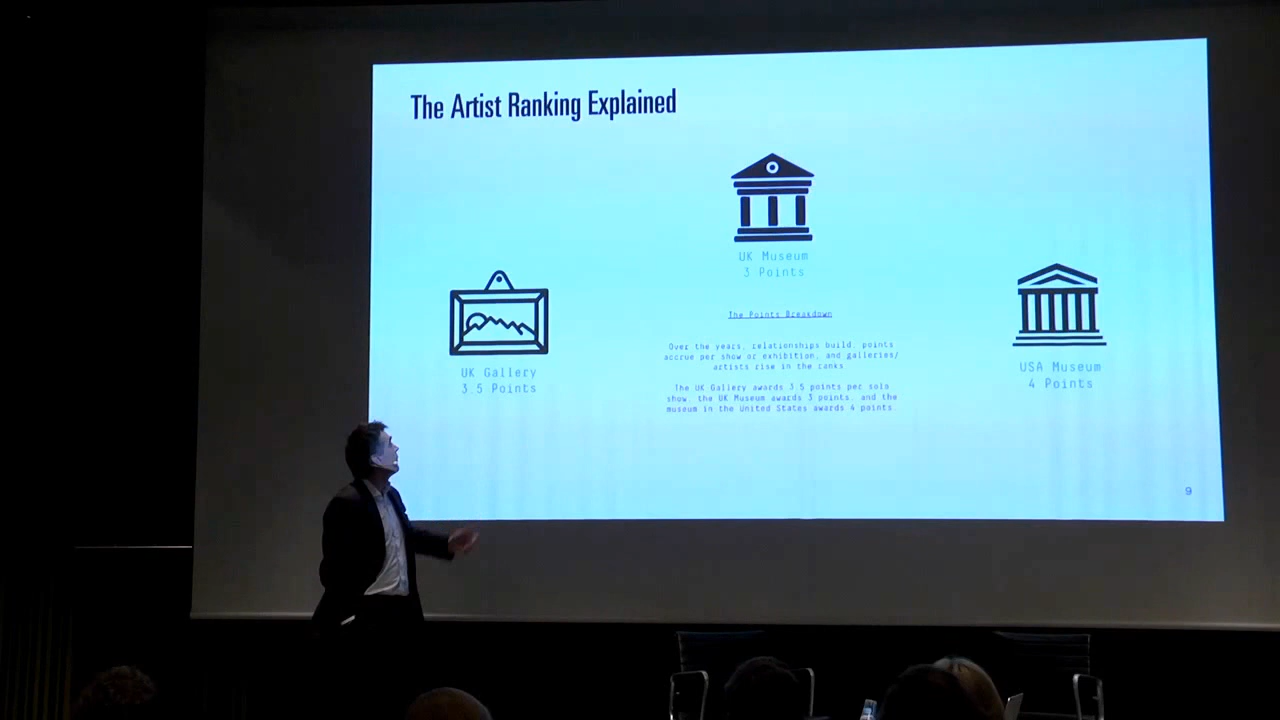 The Artist Ranking Explained
UK Museum
3 Points
UK Gallery
3.5 Points
USA Museum
4 Points
The Points Breakdown
Over the years, relationships build, points
accrue per show or exhibition, and galleries/
artists rise in the ranks
The UK Gallery awards 3.5 points per solo
show, the UK Museum awards 3 points, and the
museum in the United States awards 4 points.
9